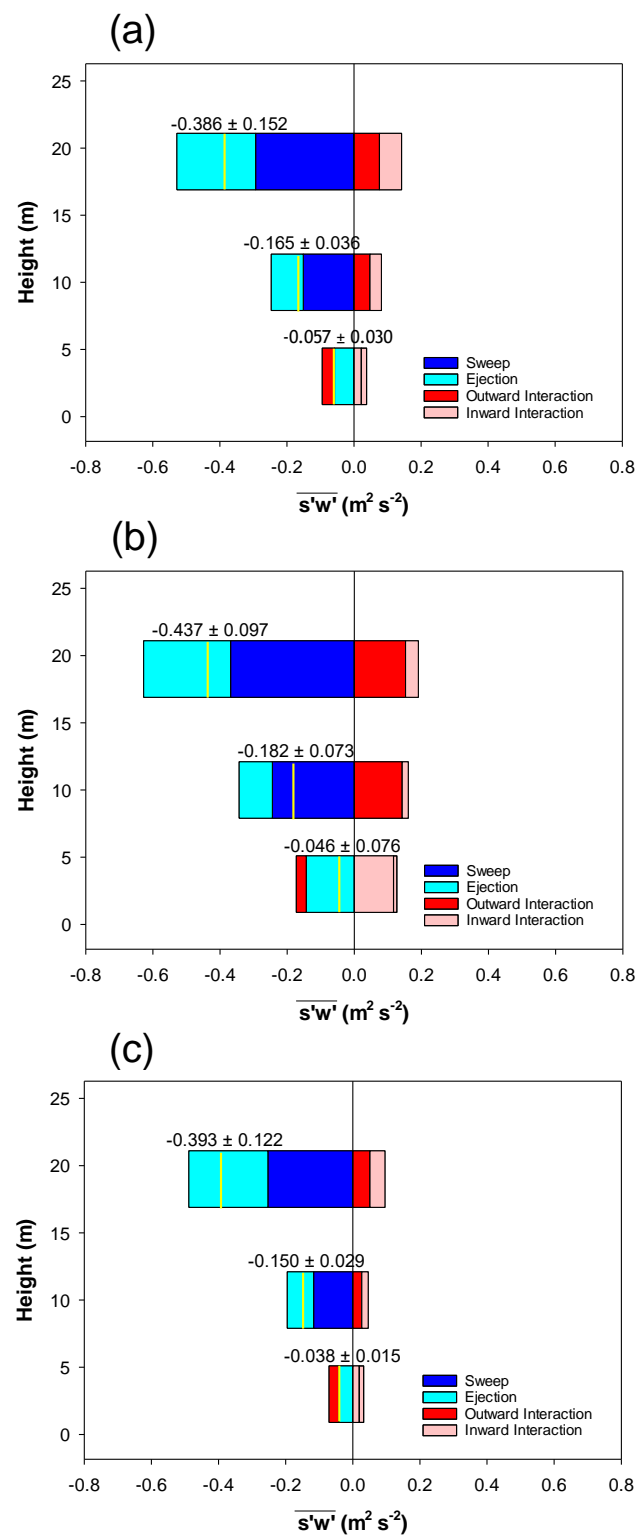 (a)
25
20
15
10
5
0
Height (m)
-0.386 ± 0.152
-0.165 ± 0.036
-0.057 ± 0.030
Sweep
Ejection
Outward Interaction
Inward Interaction
-0.8 -0.6 -0.4 -0.2 0.0 0.2 0.4 0.6 0.8
s'w' (m² s⁻²)
(b)
25
20
15
10
5
0
Height (m)
-0.437 ± 0.097
-0.182 ± 0.073
-0.046 ± 0.076
Sweep
Ejection
Outward Interaction
Inward Interaction
-0.8 -0.6 -0.4 -0.2 0.0 0.2 0.4 0.6 0.8
s'w' (m² s⁻²)
(c)
25
20
15
10
5
0
Height (m)
-0.393 ± 0.122
-0.150 ± 0.029
-0.038 ± 0.015
Sweep
Ejection
Outward Interaction
Inward Interaction
-0.8 -0.6 -0.4 -0.2 0.0 0.2 0.4 0.6 0.8
s'w' (m² s⁻²)